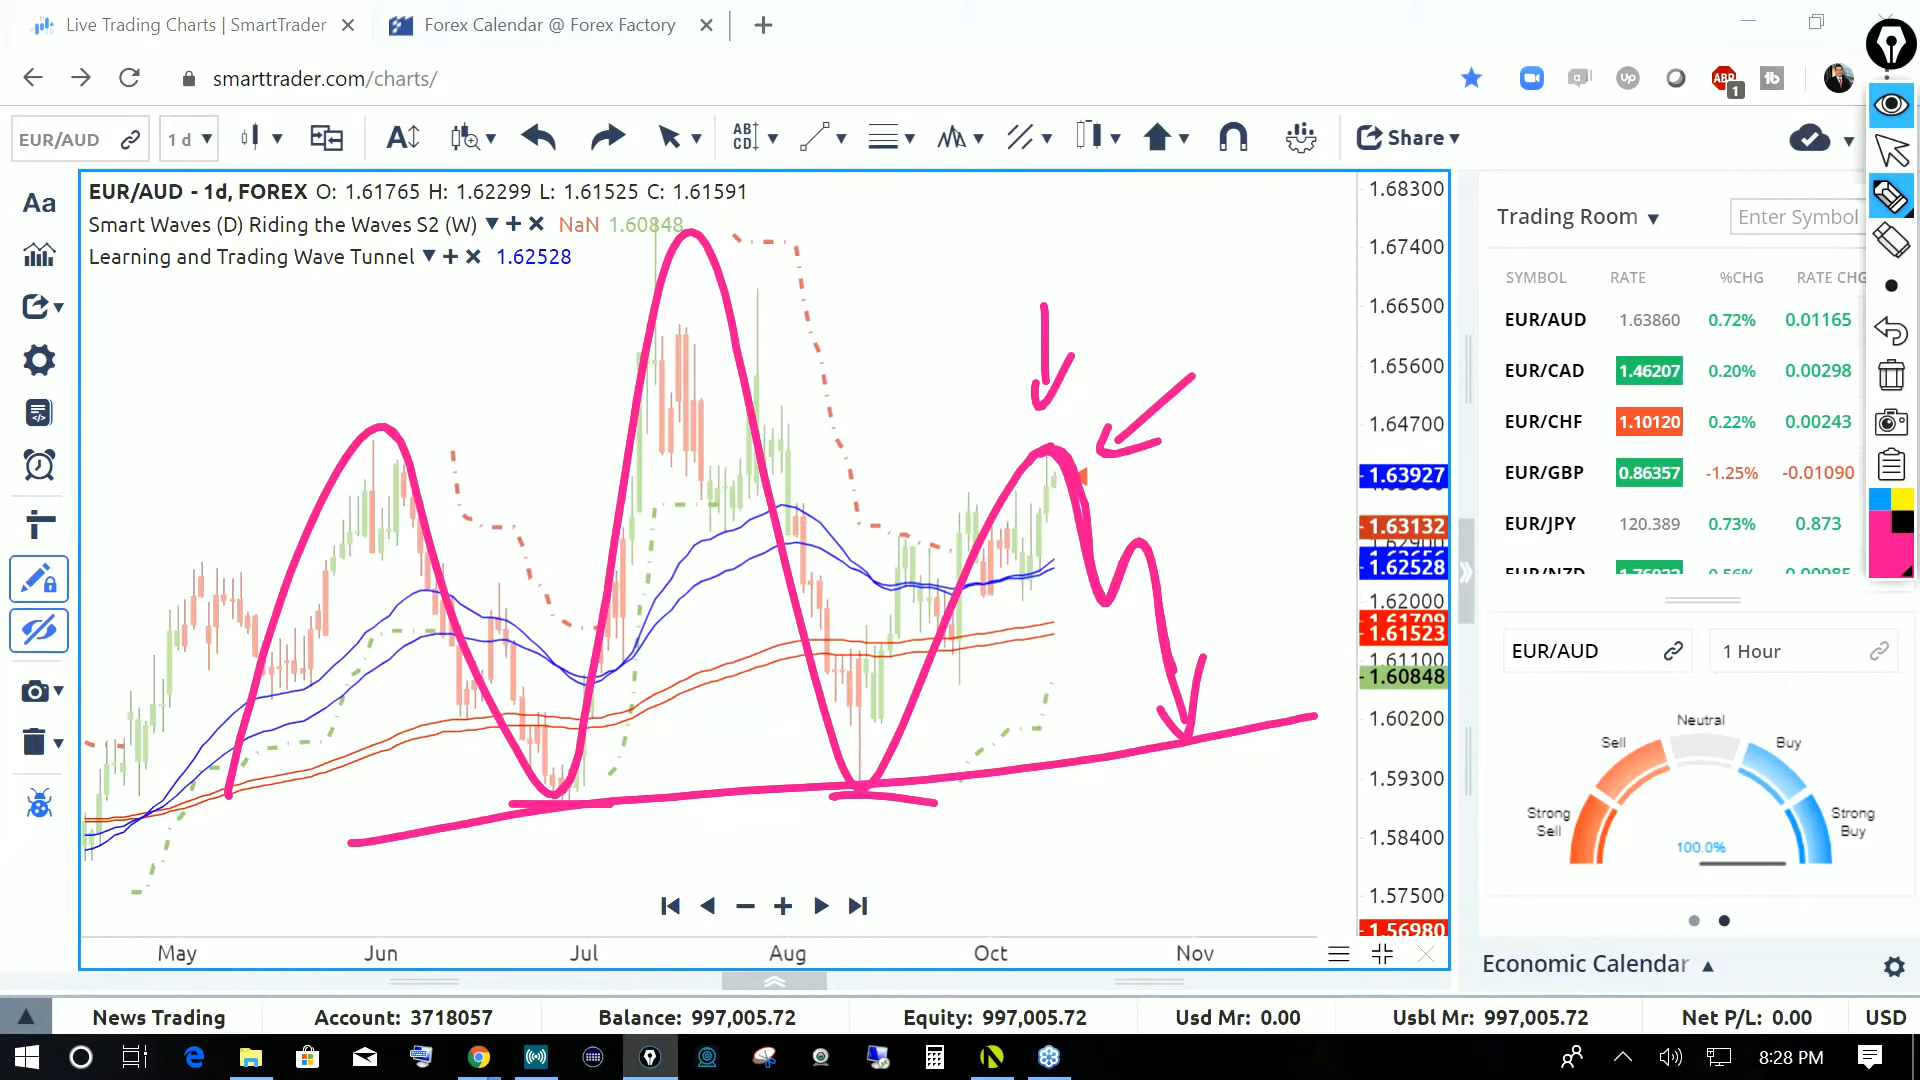 Live Trading Charts | SmartTrader
Forex Calendar @ Forex Factory
smarttrader.com/charts/
EUR/AUD
1 d
Share
EUR/AUD - 1d, FOREX O: 1.61765 H: 1.62299 L: 1.61525 C: 1.61591
Smart Waves (D) Riding the Waves S2 (W) NaN 1.60848
Learning and Trading Wave Tunnel 1.62528
1.68300
1.67400
1.66500
1.65600
1.64700
1.63927
1.63132
1.62528
1.62000
1.61523
1.61100
1.60848
1.60202
1.59300
1.58400
1.57500
1.56980
May Jun Jul Aug Oct Nov
Trading Room
Enter Symbol
SYMBOL RATE %CHG RATE CHG
EUR/AUD 1.63860 0.72% 0.01165
EUR/CAD 1.46207 0.20% 0.00298
EUR/CHF 1.10120 0.22% 0.00243
EUR/GBP 0.86357 -1.25% -0.01090
EUR/JPY 120.389 0.73% 0.873
EUR/AUD
1 Hour
Neutral
Sell
Buy
Strong Sell
Strong Buy
100.0%
Economic Calendar
News Trading Account: 3718057 Balance: 997,005.72 Equity: 997,005.72 Usd Mr: 0.00 Usbl Mr: 997,005.72 Net P/L: 0.00 USD
8:28 PM